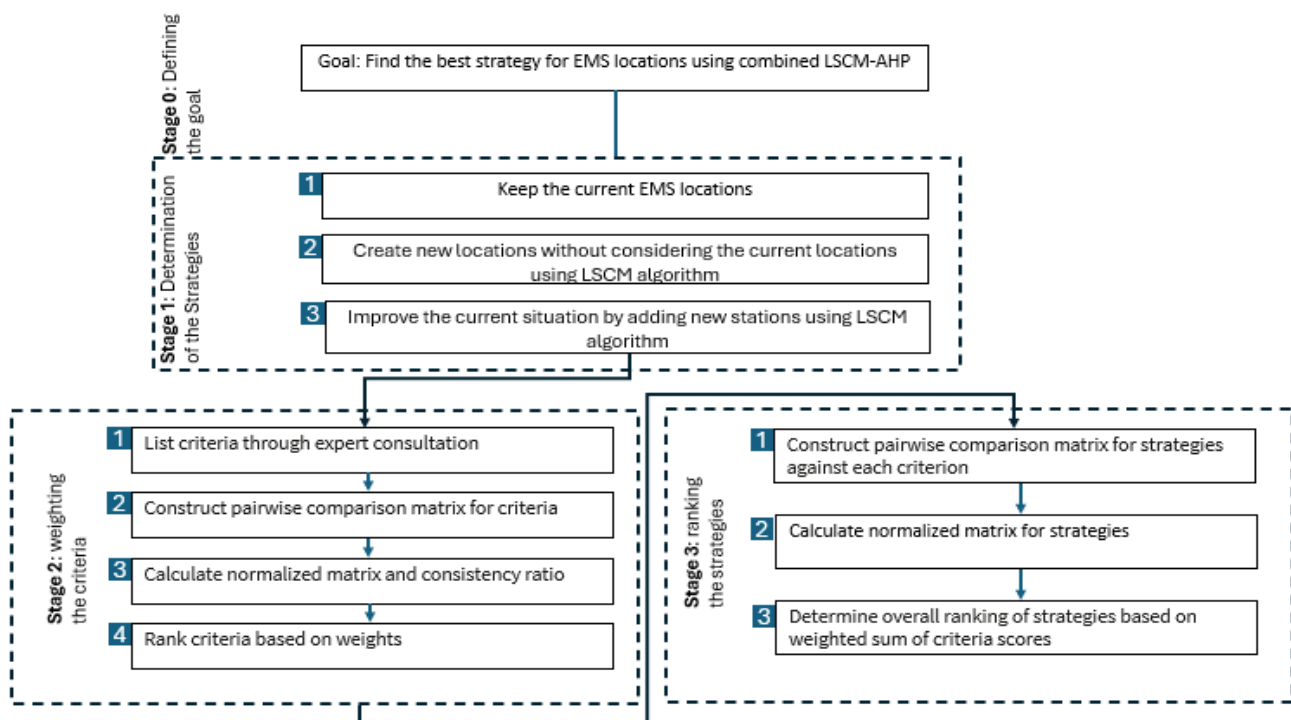 Stage 0: Defining
the goal
Goal: Find the best strategy for EMS locations using combined LSCM-AHP
Stage 1: Determination
of the Strategies
1
Keep the current EMS locations
2
Create new locations without considering the current locations
using LSCM algorithm
3
Improve the current situation by adding new stations using LSCM
algorithm
Stage 2: weighting
the criteria
1
List criteria through expert consultation
2
Construct pairwise comparison matrix for criteria
3
Calculate normalized matrix and consistency ratio
4
Rank criteria based on weights
Stage 3: ranking
the strategies
1
Construct pairwise comparison matrix for strategies
against each criterion
2
Calculate normalized matrix for strategies
3
Determine overall ranking of strategies based on
weighted sum of criteria scores